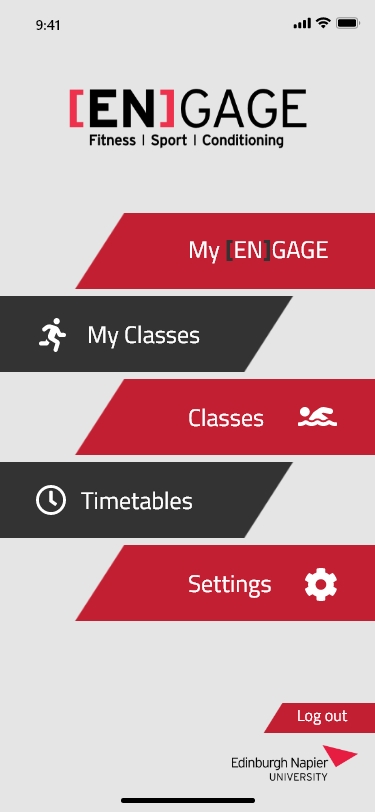 9:41
[EN]GAGE
Fitness | Sport | Conditioning
My [EN]GAGE
My Classes
Classes
Timetables
Settings
Log out
Edinburgh Napier
UNIVERSITY